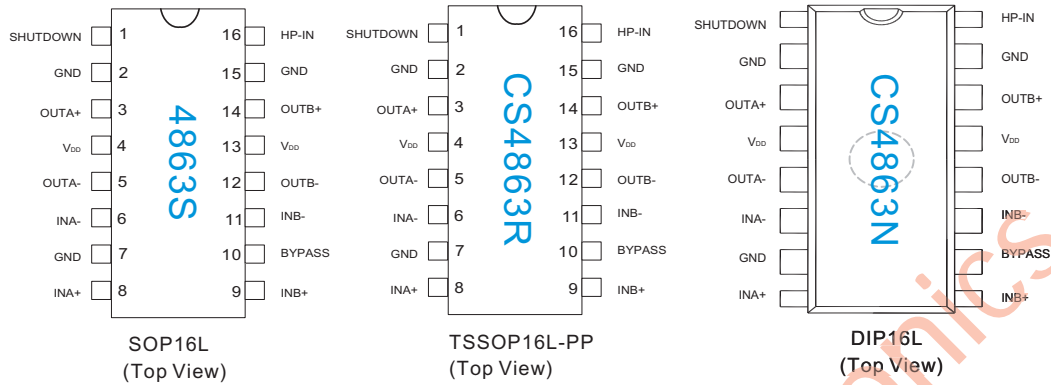 SHUTDOWN 1 16 HP-IN
GND 2 15 GND
OUTA+ 3 14 OUTB+
VDD 4 13 VDD
OUTA- 5 12 OUTB-
INA- 6 11 INB-
GND 7 10 BYPASS
INA+ 8 9 INB+
4863S
SOP16L
(Top View)
SHUTDOWN 1 16 HP-IN
GND 2 15 GND
OUTA+ 3 14 OUTB+
VDD 4 13 VDD
OUTA- 5 12 OUTB-
INA- 6 11 INB-
GND 7 10 BYPASS
INA+ 8 9 INB+
CS4863R
TSSOP16L-PP
(Top View)
SHUTDOWN HP-IN
GND GND
OUTA+ OUTB+
VDD VDD
OUTA- OUTB-
INA- INB-
GND BYPASS
INA+ INB+
CS4863N
DIP16L
(Top View)